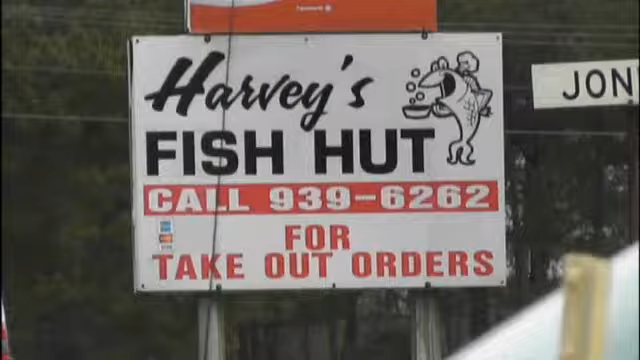 Harvey's
FISH HUT
CALL 939-6262
FOR
TAKE OUT ORDERS
JON